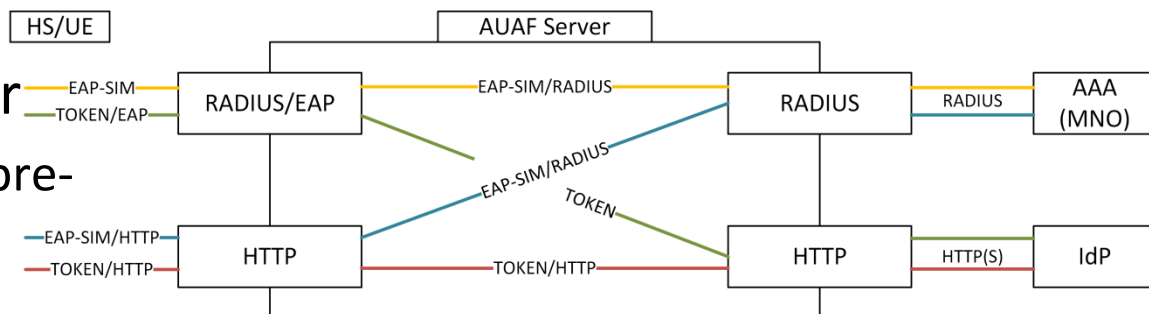 HS/UE
AUAF Server
r
EAP-SIM
TOKEN/EAP
RADIUS/EAP
EAP-SIM/RADIUS
RADIUS
RADIUS
AAA
(MNO)
ore-
EAP-SIM/RADIUS
TOKEN
EAP-SIM/HTTP
TOKEN/HTTP
HTTP
TOKEN/HTTP
HTTP
HTTP(S)
IdP